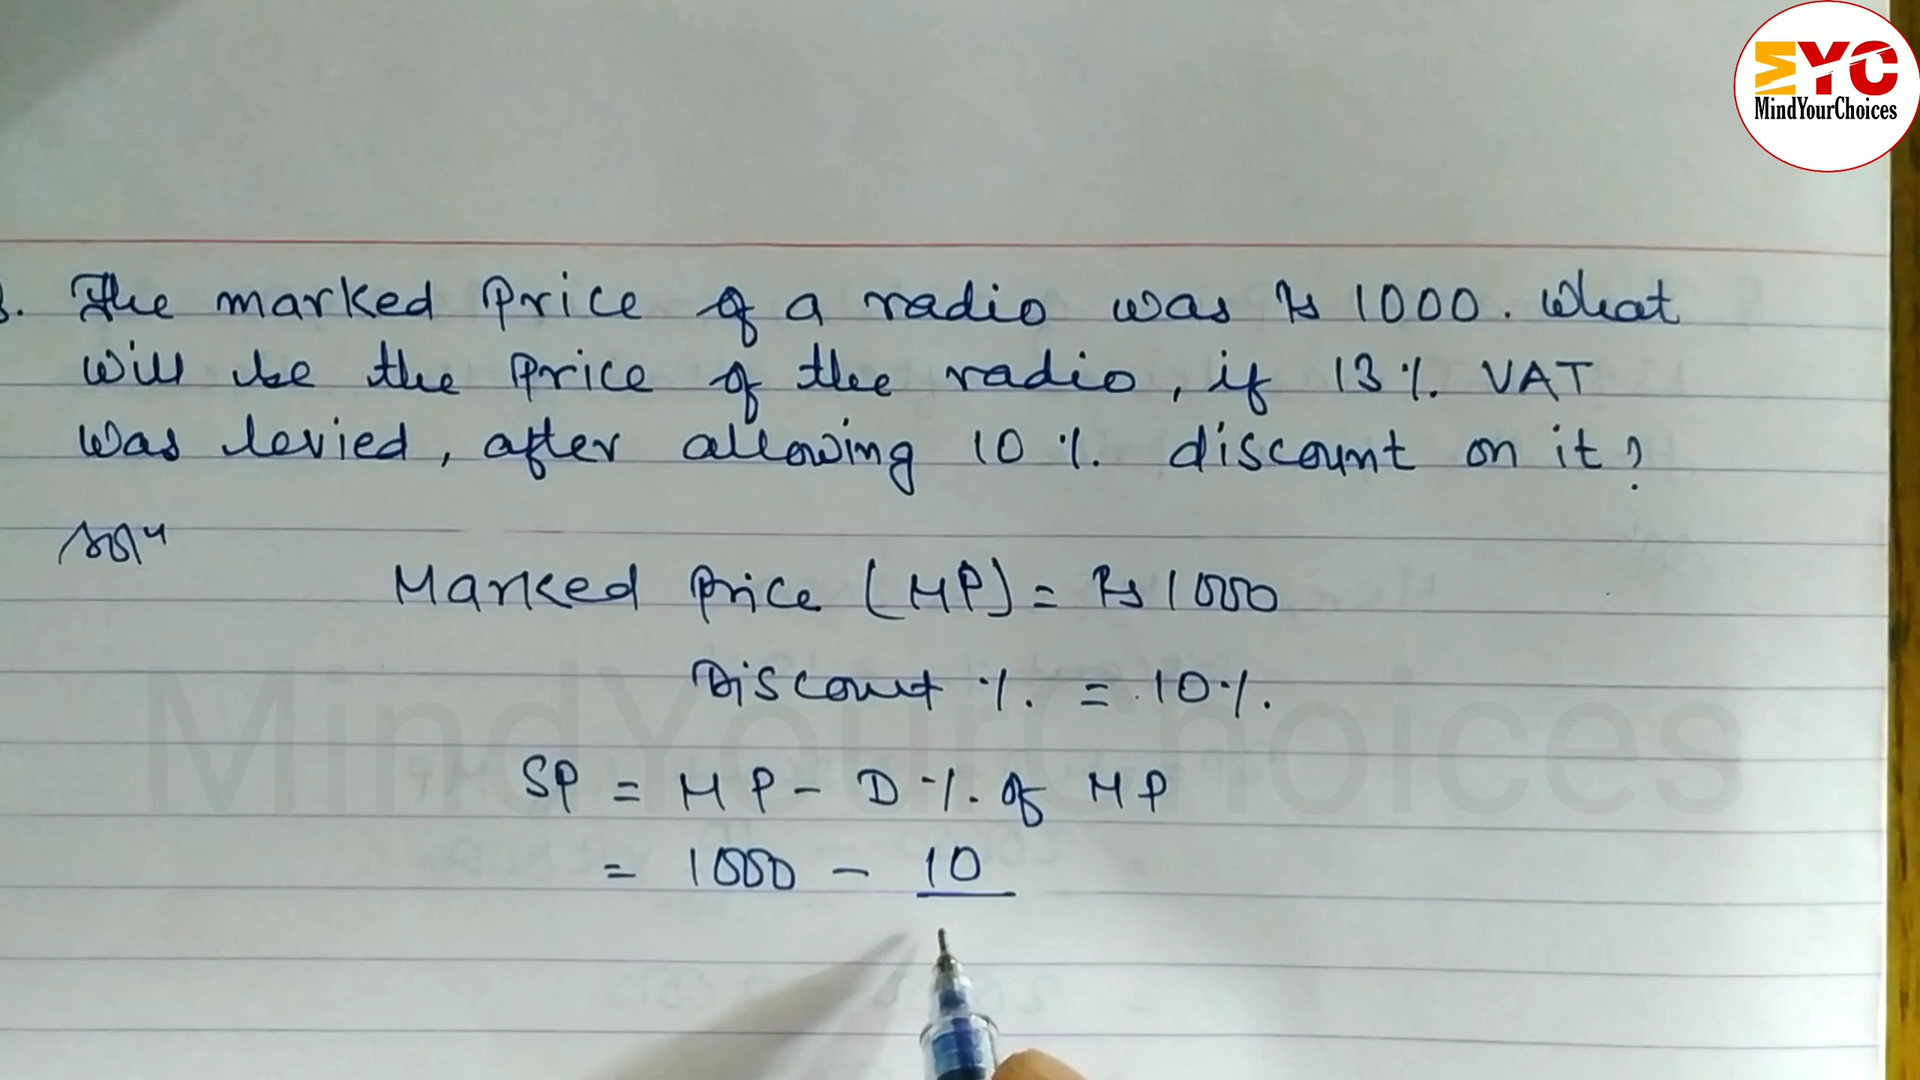 MYC
MindYourChoices
3. The marked price of a radio was Rs 1000. What
will be the price of the radio, if 13%. VAT
was levied, after allowing 10 %. discount on it?
Solⁿ
Marked price (MP) = Rs 1000
Discount %. = 10%.
MindYourChoices
SP = MP - D %. of MP
= 1000 - 10